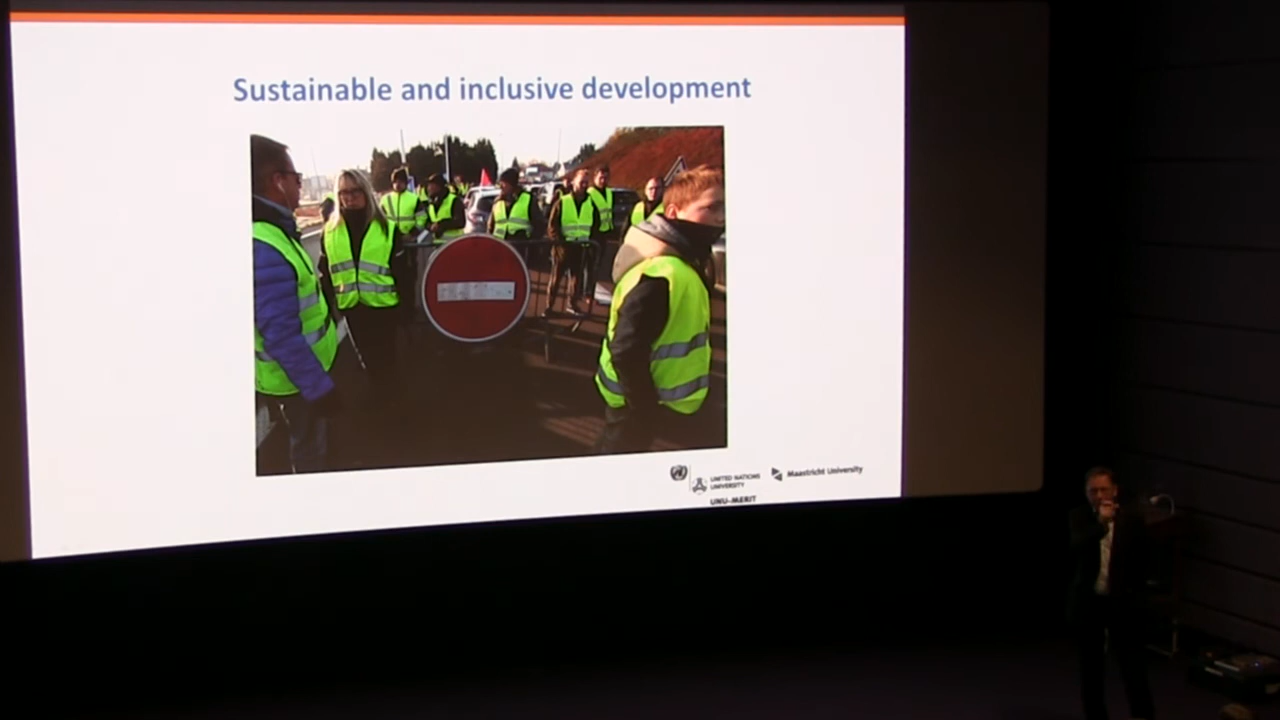 Sustainable and inclusive development
UNITED NATIONS
UNIVERSITY
UNU-MERIT
Maastricht University